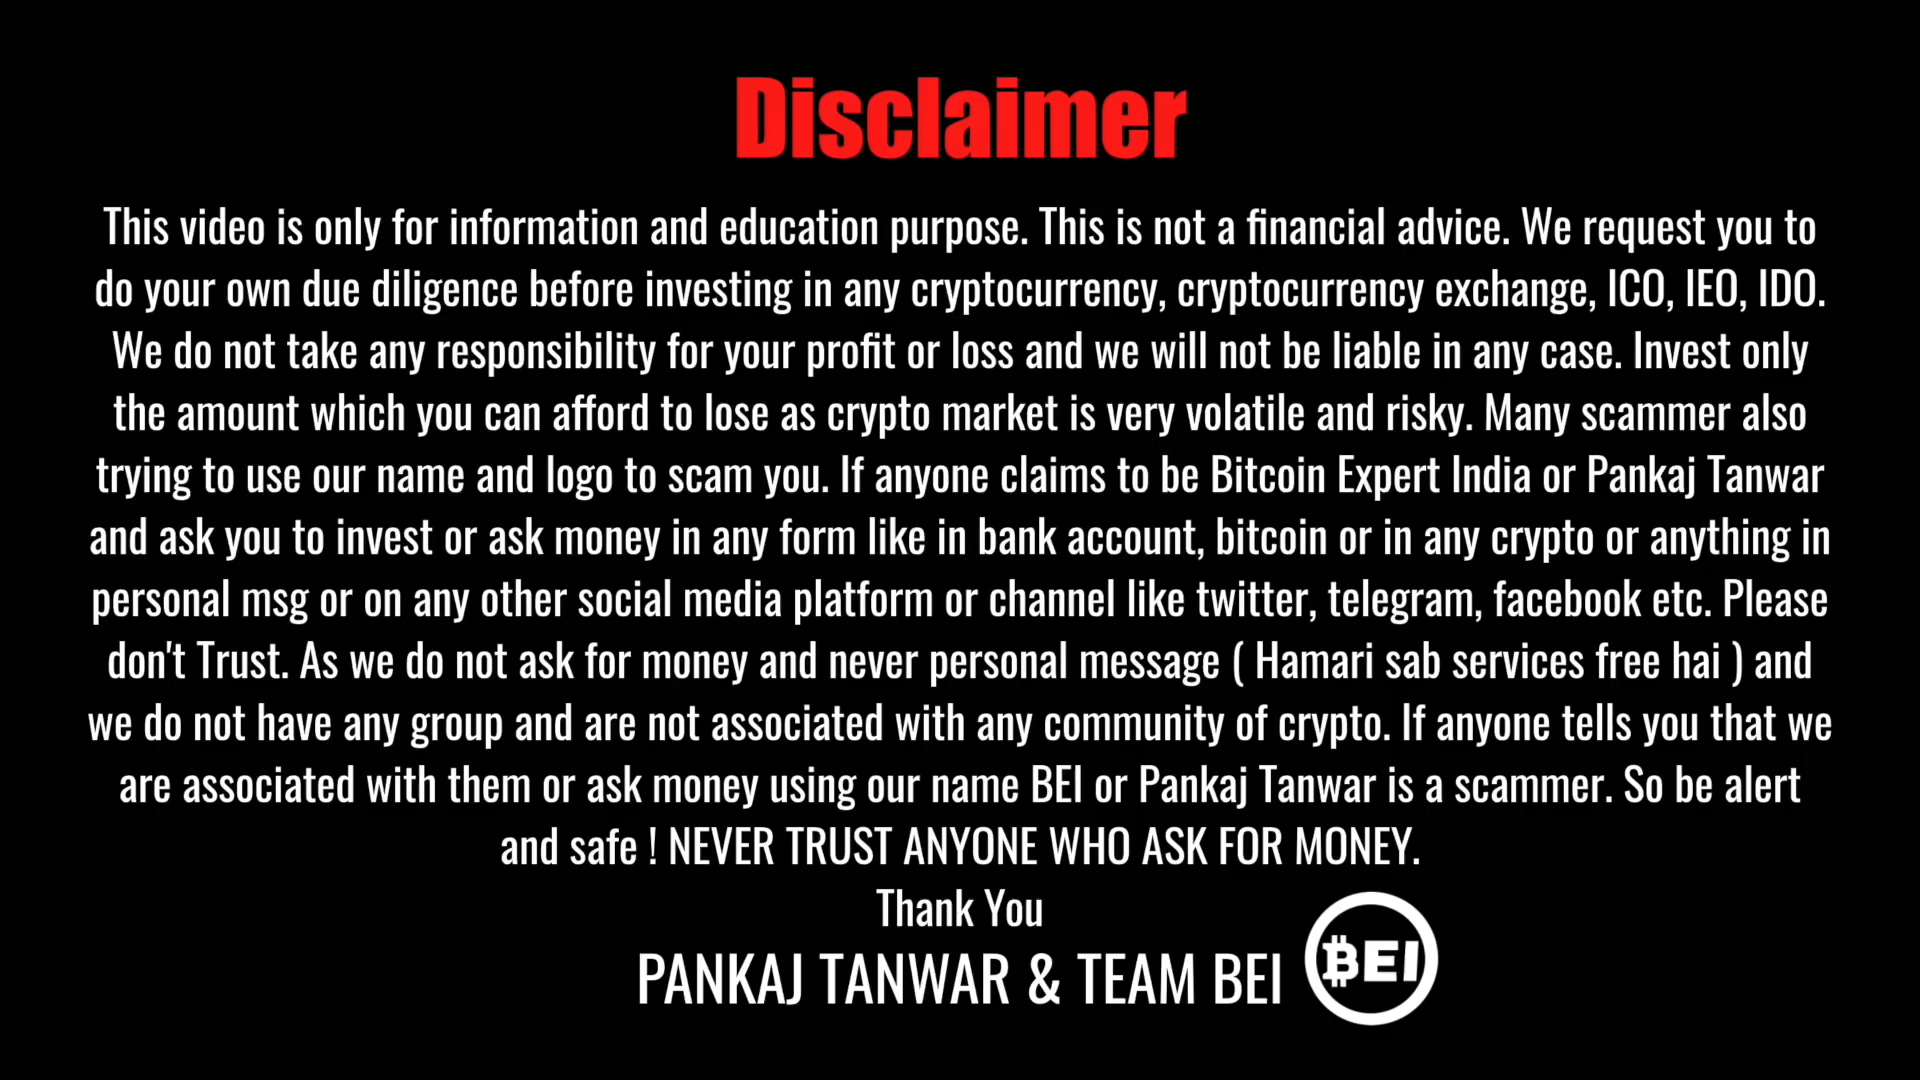 Disclaimer
This video is only for information and education purpose. This is not a financial advice. We request you to
do your own due diligence before investing in any cryptocurrency, cryptocurrency exchange, ICO, IEO, IDO.
We do not take any responsibility for your profit or loss and we will not be liable in any case. Invest only
the amount which you can afford to lose as crypto market is very volatile and risky. Many scammer also
trying to use our name and logo to scam you. If anyone claims to be Bitcoin Expert India or Pankaj Tanwar
and ask you to invest or ask money in any form like in bank account, bitcoin or in any crypto or anything in
personal msg or on any other social media platform or channel like twitter, telegram, facebook etc. Please
don't Trust. As we do not ask for money and never personal message ( Hamari sab services free hai ) and
we do not have any group and are not associated with any community of crypto. If anyone tells you that we
are associated with them or ask money using our name BEI or Pankaj Tanwar is a scammer. So be alert
and safe ! NEVER TRUST ANYONE WHO ASK FOR MONEY.
Thank You
PANKAJ TANWAR & TEAM BEI
₿EI